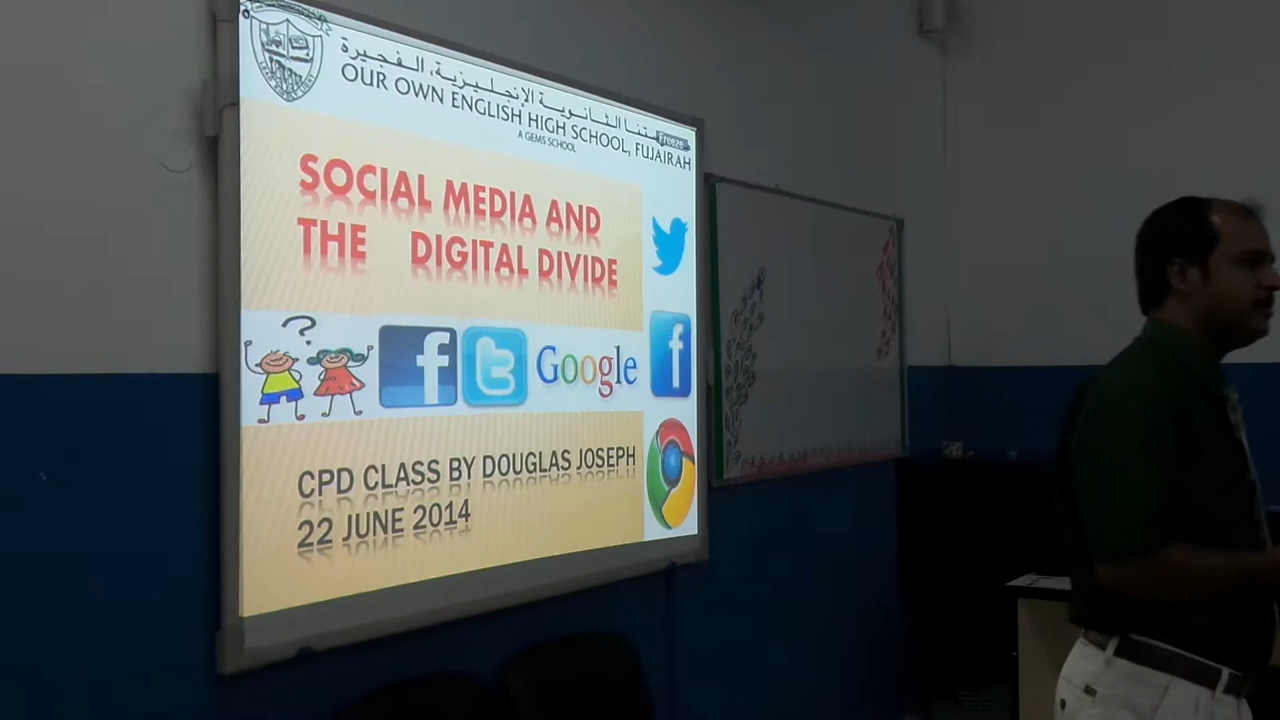 ستنا الثانوية الإنجليزية، الفجيرة
OUR OWN ENGLISH HIGH SCHOOL, FUJAIRAH
A GEMS SCHOOL
Freeze
SOCIAL MEDIA AND
THE DIGITAL DIVIDE
?
f
t
Google
f
CPD CLASS BY DOUGLAS JOSEPH
22 JUNE 2014